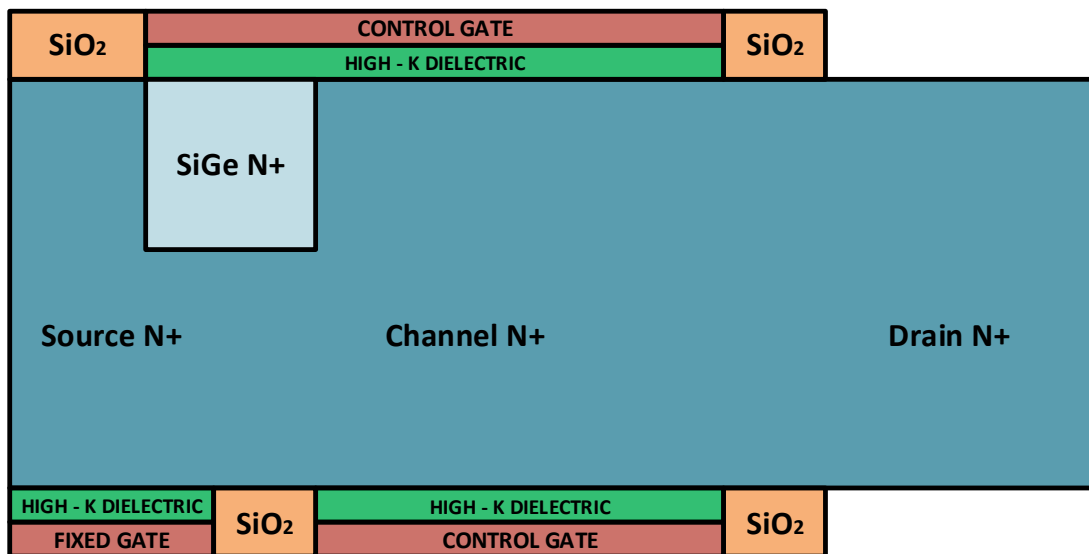 SiO₂
CONTROL GATE
SiO₂
HIGH - K DIELECTRIC
SiGe N+
Source N+
Channel N+
Drain N+
HIGH - K DIELECTRIC
SiO₂
HIGH - K DIELECTRIC
SiO₂
FIXED GATE
CONTROL GATE